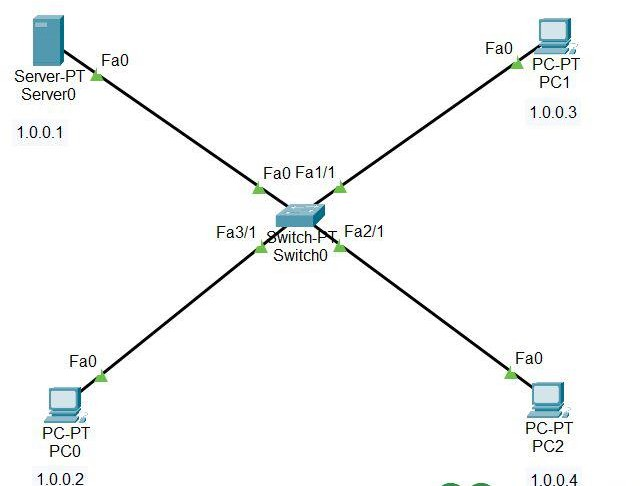 Fa0
Server-PT
Server0
1.0.0.1
Fa0
PC-PT
PC1
1.0.0.3
Fa0 Fa1/1
Fa3/1
Switch-PT
Fa2/1
Switch0
Fa0
PC-PT
PC0
1.0.0.2
Fa0
PC-PT
PC2
1.0.0.4